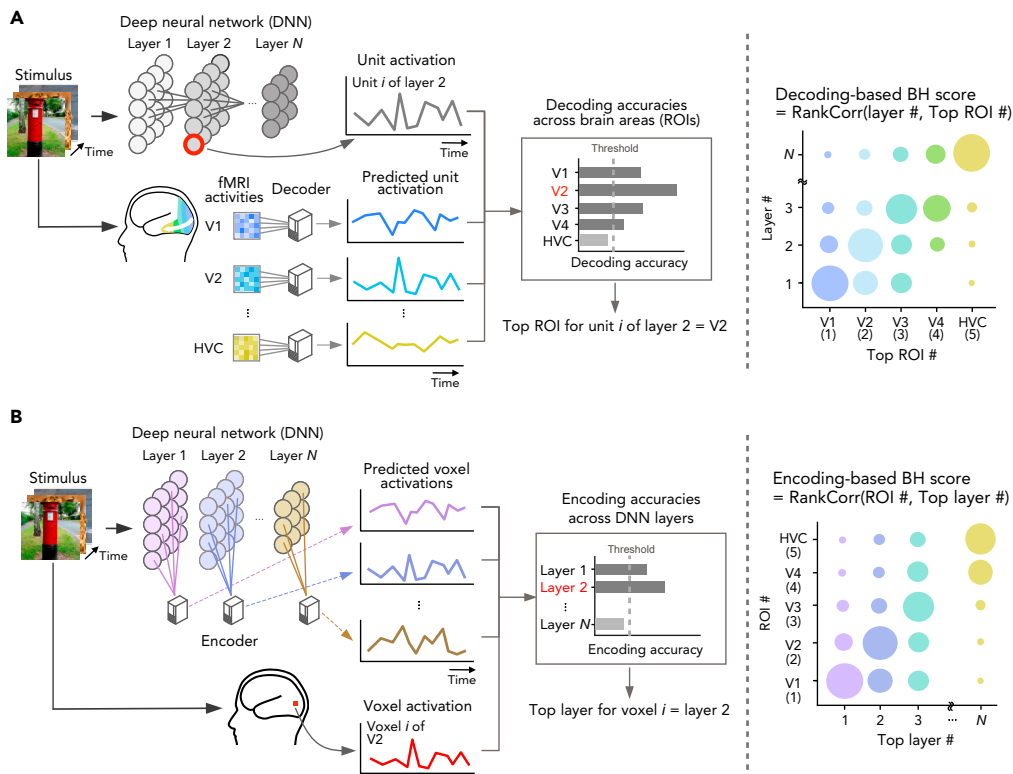 A
Deep neural network (DNN)
Layer 1
Layer 2
Layer N
...
Stimulus
Time
Unit activation
Unit i of layer 2
Time
fMRI
activities
Decoder
Predicted unit
activation
V1
V2
⋮
⋮
HVC
Time
Decoding accuracies
across brain areas (ROIs)
Threshold
V1
V2
V3
V4
HVC
Decoding accuracy
Top ROI for unit i of layer 2 = V2
Decoding-based BH score
= RankCorr(layer #, Top ROI #)
Layer #
N
3
2
1
V1 V2 V3 V4 HVC
(1) (2) (3) (4) (5)
Top ROI #
B
Deep neural network (DNN)
Layer 1
Layer 2
Layer N
...
Stimulus
Time
Encoder
Predicted voxel
activations
⋮
Time
Voxel activation
Voxel i of
V2
Encoding accuracies
across DNN layers
Threshold
Layer 1
Layer 2
⋮
Layer N
Encoding accuracy
Top layer for voxel i = layer 2
Encoding-based BH score
= RankCorr(ROI #, Top layer #)
ROI #
HVC
(5)
V4
(4)
V3
(3)
V2
(2)
V1
(1)
1 2 3 ... N
Top layer #